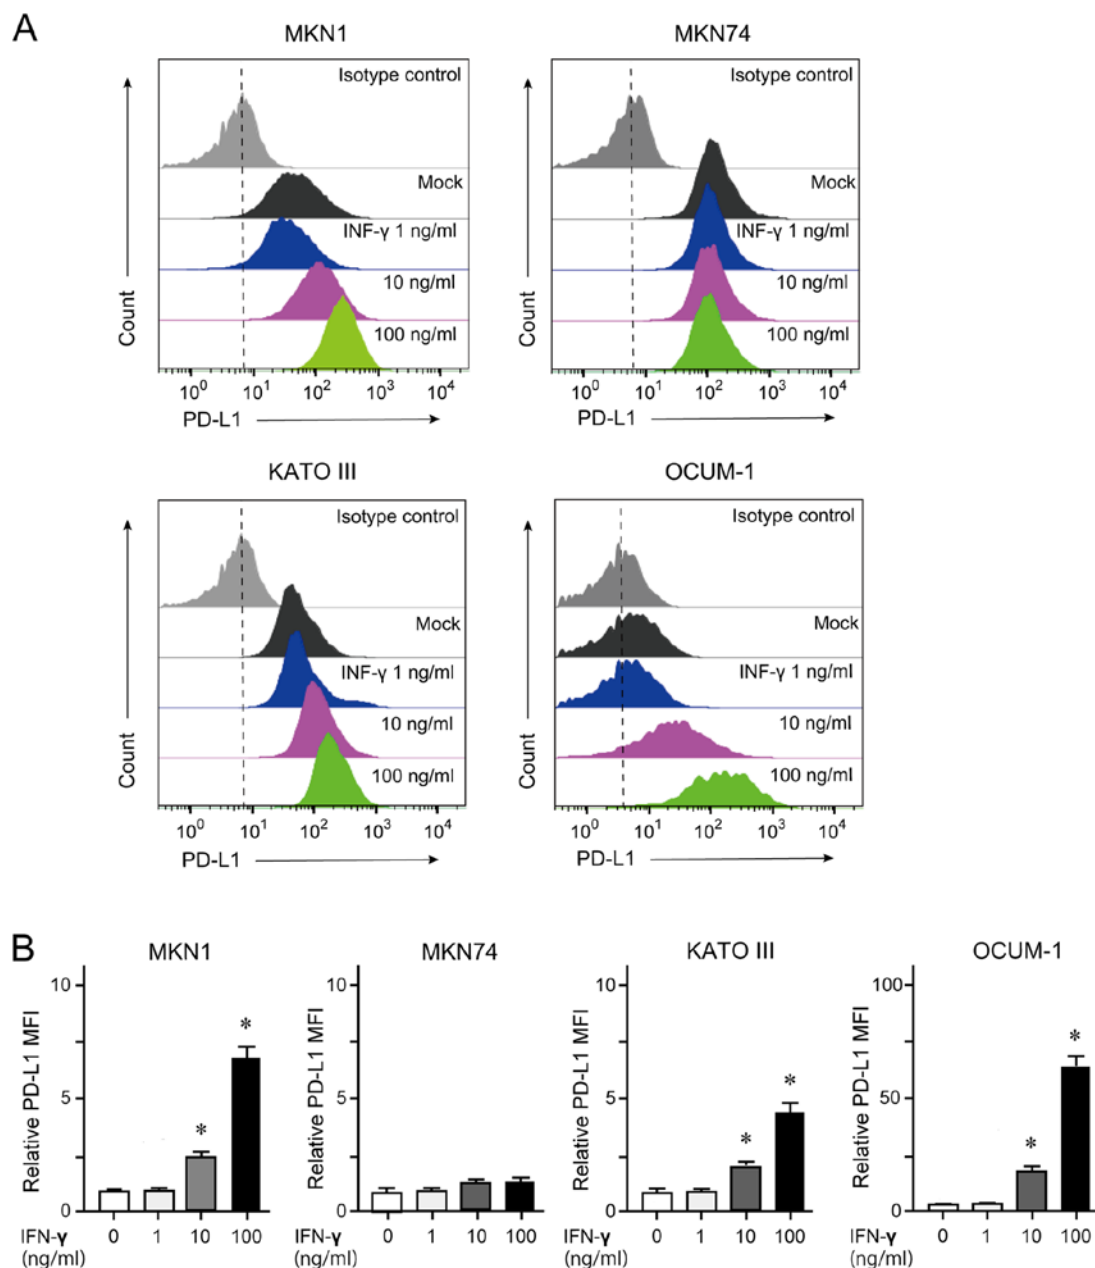 A
MKN1
MKN74
Isotype control
Mock
INF-γ 1 ng/ml
10 ng/ml
100 ng/ml
Count
10⁰ 10¹ 10² 10³ 10⁴
PD-L1
Isotype control
Mock
INF-γ 1 ng/ml
10 ng/ml
100 ng/ml
Count
10⁰ 10¹ 10² 10³ 10⁴
PD-L1
KATO III
OCUM-1
Isotype control
Mock
INF-γ 1 ng/ml
10 ng/ml
100 ng/ml
Count
10⁰ 10¹ 10² 10³ 10⁴
PD-L1
Isotype control
Mock
INF-γ 1 ng/ml
10 ng/ml
100 ng/ml
Count
10⁰ 10¹ 10² 10³ 10⁴
PD-L1
B
MKN1
Relative PD-L1 MFI
10
5
0
* *
IFN-γ 0 1 10 100
(ng/ml)
MKN74
Relative PD-L1 MFI
10
5
0
IFN-γ 0 1 10 100
(ng/ml)
KATO III
Relative PD-L1 MFI
10
5
0
* *
IFN-γ 0 1 10 100
(ng/ml)
OCUM-1
Relative PD-L1 MFI
100
50
0
* *
IFN-γ 0 1 10 100
(ng/ml)